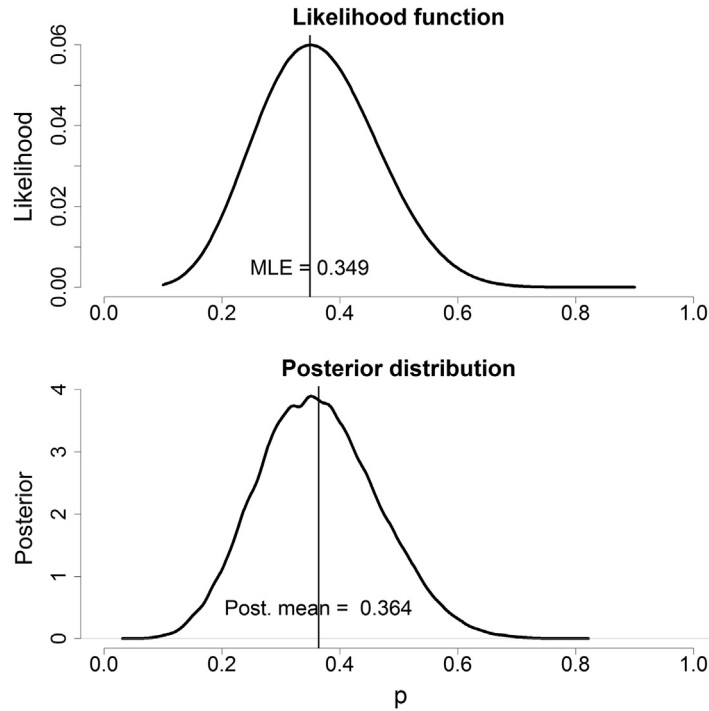 Likelihood function
Likelihood
0.06
0.04
0.02
0.00
MLE = 0.349
0.0 0.2 0.4 0.6 0.8 1.0
Posterior distribution
Posterior
4
3
2
1
0
Post. mean = 0.364
0.0 0.2 0.4 0.6 0.8 1.0
p